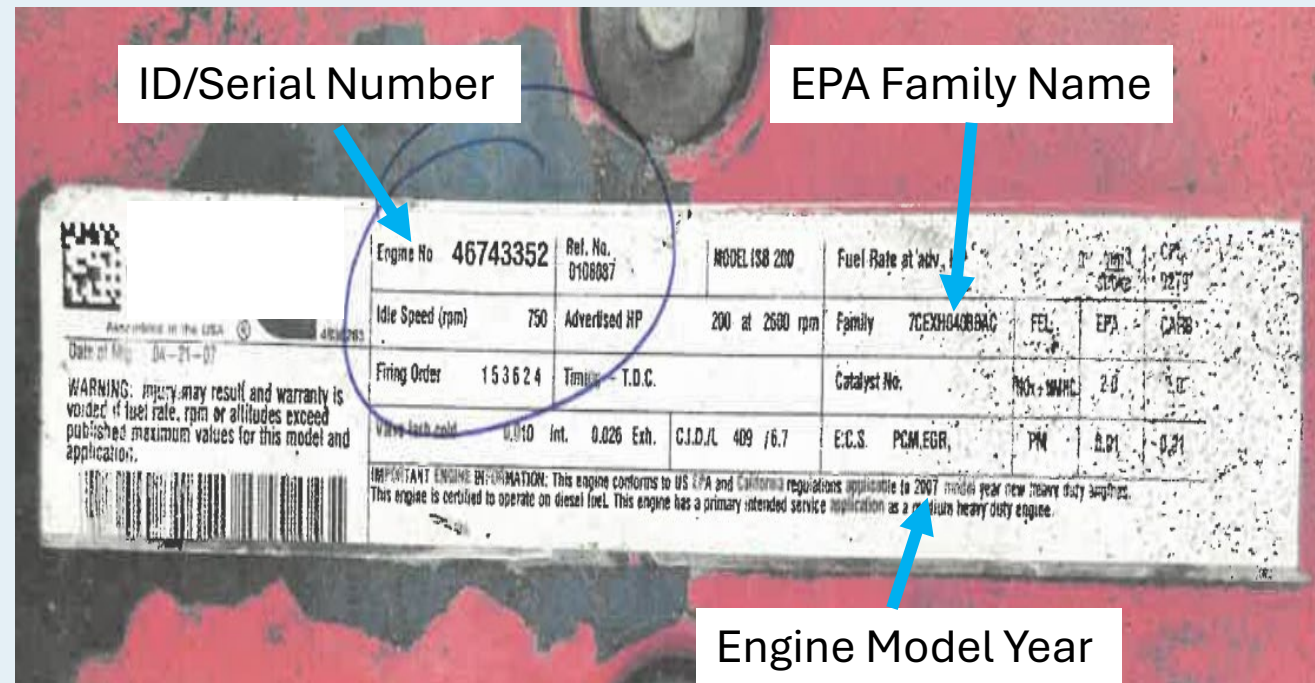 ID/Serial Number
EPA Family Name
Engine No 46743352
Ref. No.
0108087
MODEL ISB 200
Fuel Rate at adv.
CPL
Idle Speed (rpm) 750
Advertised HP 200 at 2600 rpm
Family
FEL
EPA
CARB
Assembled in the USA
Date of Mfg 04-21-07
Firing Order 153624
T.D.C.
Catalyst No.
2.0
WARNING: Injury may result and warranty is
voided if fuel rate, rpm or altitudes exceed
published maximum values for this model and
application.
Valve lash cold 0.010 Int. 0.026 Exh.
C.I.D./L 409 /6.7
E.C.S. PCM,EGR,
PM
IMPORTANT ENGINE INFORMATION: This engine conforms to US EPA and California regulations applicable to 2007 model year new heavy duty engines.
This engine is certified to operate on diesel fuel. This engine has a primary intended service application as a medium heavy duty engine.
Engine Model Year